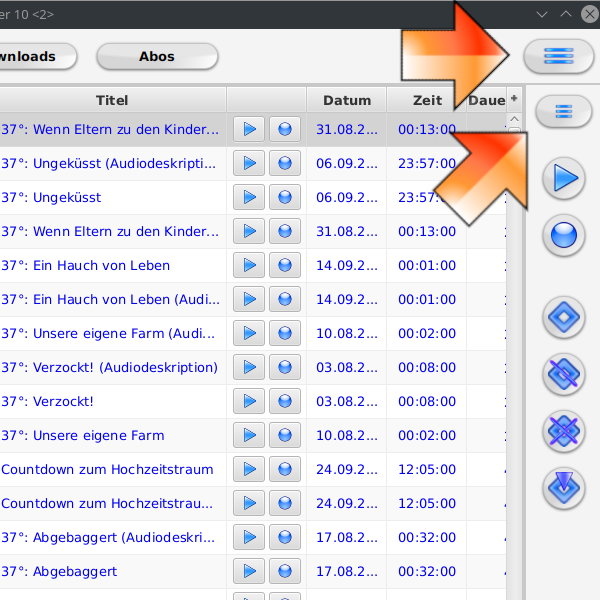 er 10 <2>
wnloads Abos
Titel Datum Zeit Daue +
37°: Wenn Eltern zu den Kinder... 31.08.2... 00:13:00
37°: Ungeküsst (Audiodeskripti... 06.09.2... 23:57:00
37°: Ungeküsst 06.09.2... 23:57:00
37°: Wenn Eltern zu den Kinder... 31.08.2... 00:13:00
37°: Ein Hauch von Leben 14.09.2... 00:01:00
37°: Ein Hauch von Leben (Audi... 14.09.2... 00:01:00
37°: Unsere eigene Farm (Audi... 10.08.2... 00:02:00
37°: Verzockt! (Audiodeskription) 03.08.2... 00:08:00
37°: Verzockt! 03.08.2... 00:08:00
37°: Unsere eigene Farm 10.08.2... 00:02:00
Countdown zum Hochzeitstraum 24.09.2... 12:05:00
Countdown zum Hochzeitstrau... 24.09.2... 12:05:00
37°: Abgebaggert (Audiodeskri... 17.08.2... 00:32:00
37°: Abgebaggert 17.08.2... 00:32:00